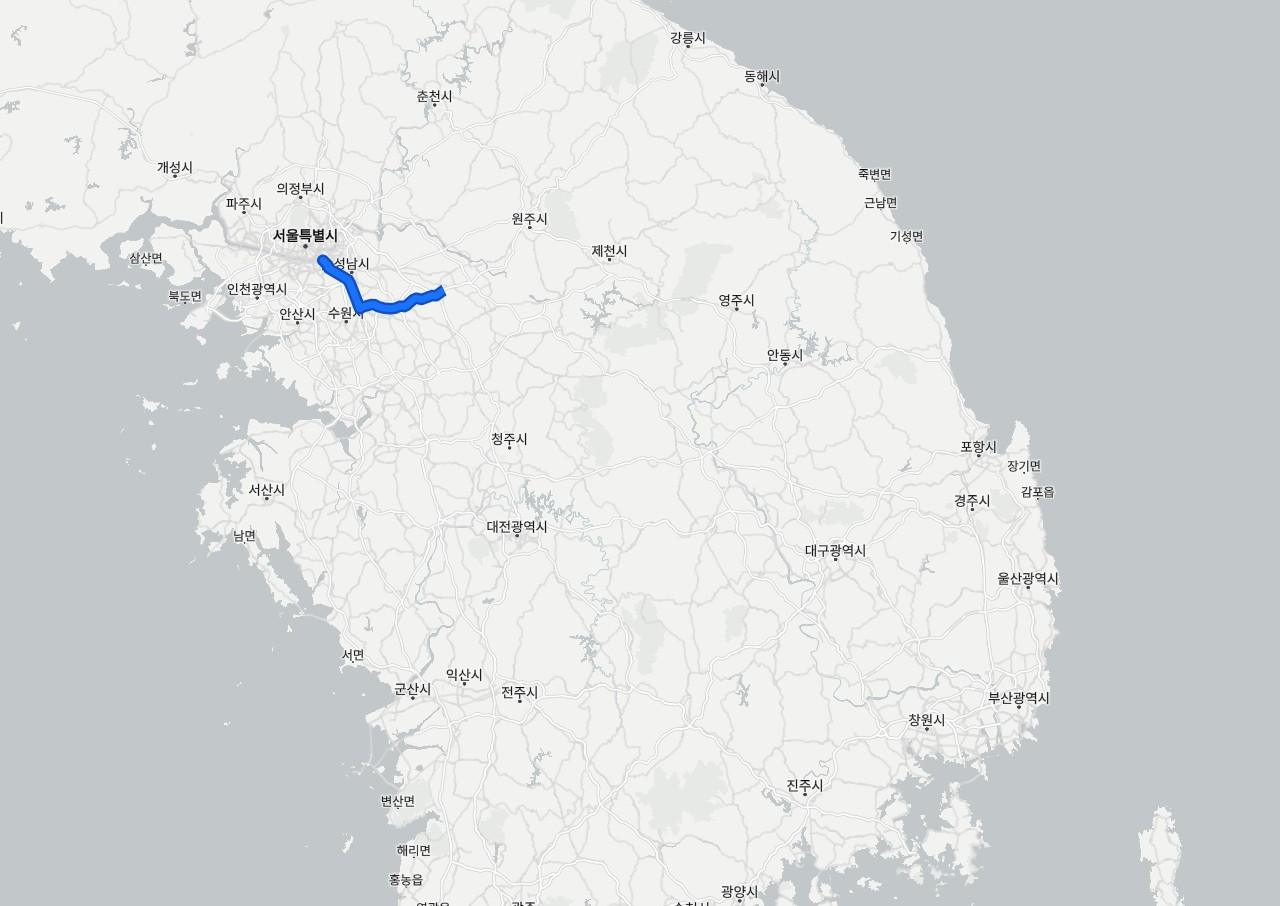 강릉시
동해시
춘천시
개성시
죽변면
의정부시
파주시
근남면
원주시
서울특별시
기성면
제천시
삼산면
성남시
인천광역시
북도면
영주시
안산시
수원시
안동시
청주시
포항시
장기면
서산시
감포읍
경주시
대전광역시
남면
대구광역시
울산광역시
서면
익산시
군산시
전주시
부산광역시
창원시
진주시
변산면
해리면
홍농읍
광양시